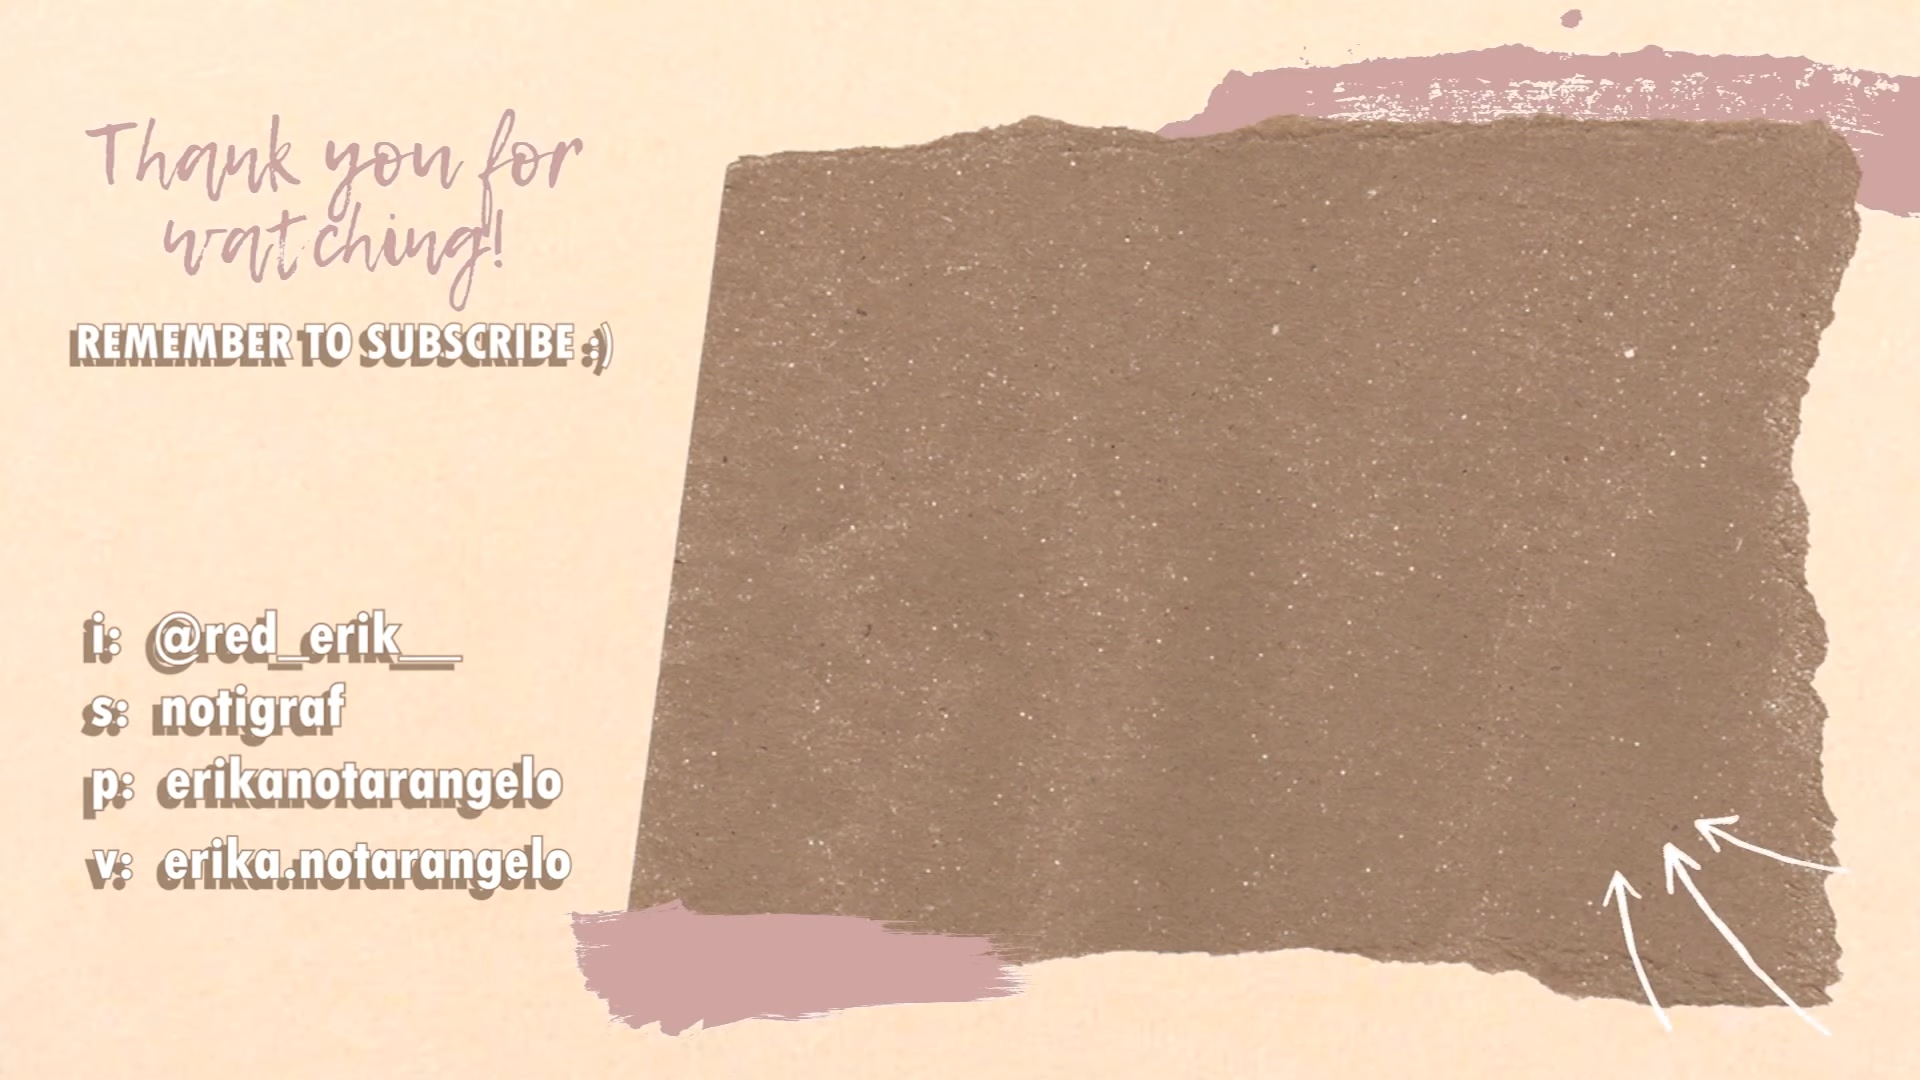 Thank you for
watching!
REMEMBER TO SUBSCRIBE :)
i: @red_erik__
s: notigraf
p: erikanotarangelo
v: erika.notarangelo